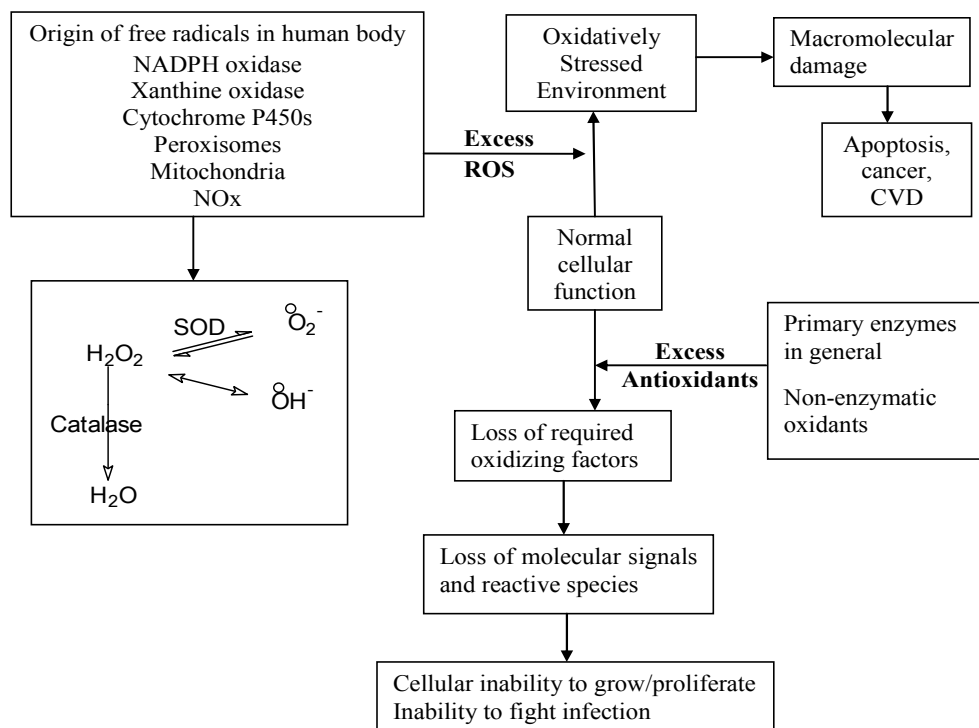 Origin of free radicals in human body
NADPH oxidase
Xanthine oxidase
Cytochrome P450s
Peroxisomes
Mitochondria
NOx
Excess
ROS
Oxidatively
Stressed
Environment
Macromolecular
damage
Apoptosis,
cancer,
CVD
Normal
cellular
function
SOD
O2-
H2O2
OH-
Catalase
H2O
Excess
Antioxidants
Primary enzymes
in general
Non-enzymatic
oxidants
Loss of required
oxidizing factors
Loss of molecular signals
and reactive species
Cellular inability to grow/proliferate
Inability to fight infection